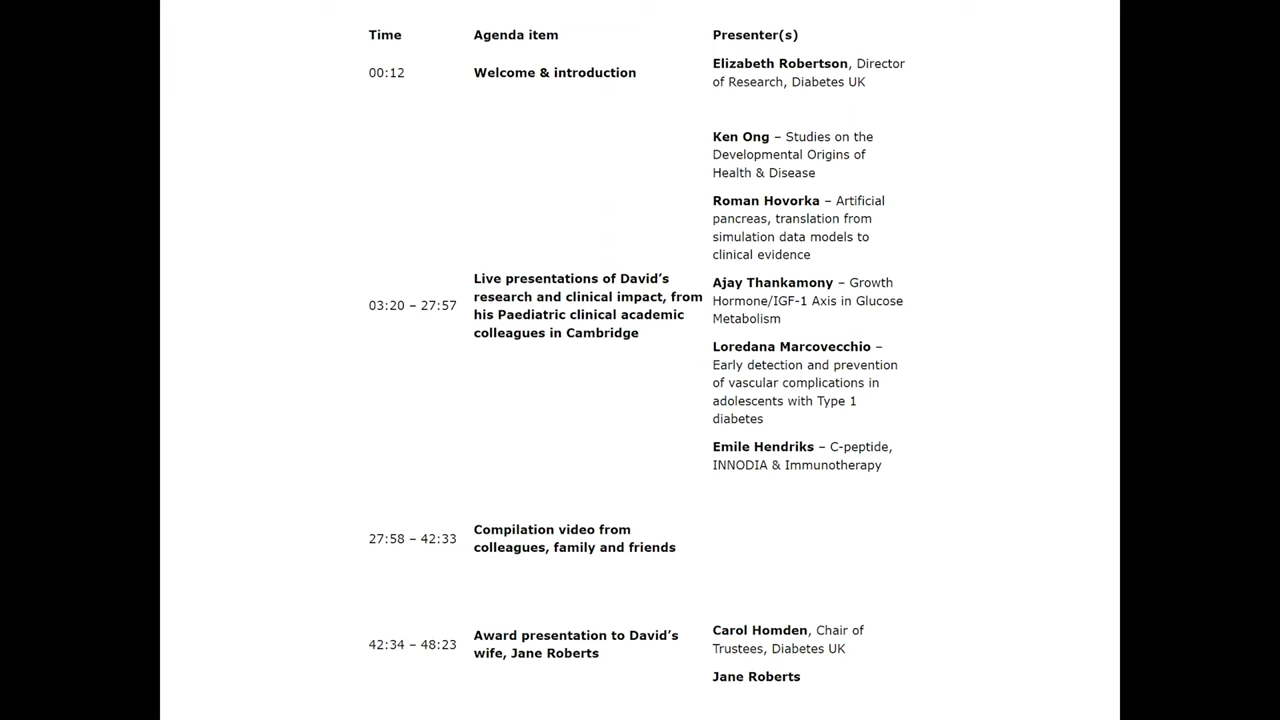 Time Agenda item Presenter(s)
00:12 Welcome & introduction
Elizabeth Robertson, Director
of Research, Diabetes UK
03:20 – 27:57
Live presentations of David’s
research and clinical impact, from
his Paediatric clinical academic
colleagues in Cambridge
Ken Ong – Studies on the
Developmental Origins of
Health & Disease
Roman Hovorka – Artificial
pancreas, translation from
simulation data models to
clinical evidence
Ajay Thankamony – Growth
Hormone/IGF-1 Axis in Glucose
Metabolism
Loredana Marcovecchio –
Early detection and prevention
of vascular complications in
adolescents with Type 1
diabetes
Emile Hendriks – C-peptide,
INNODIA & Immunotherapy
27:58 – 42:33
Compilation video from
colleagues, family and friends
42:34 – 48:23
Award presentation to David’s
wife, Jane Roberts
Carol Homden, Chair of
Trustees, Diabetes UK
Jane Roberts